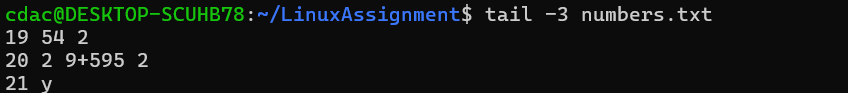 cdac@DESKTOP-SCUHB78:~/LinuxAssignment$ tail -3 numbers.txt
19 54 2
20 2 9+595 2
21 y